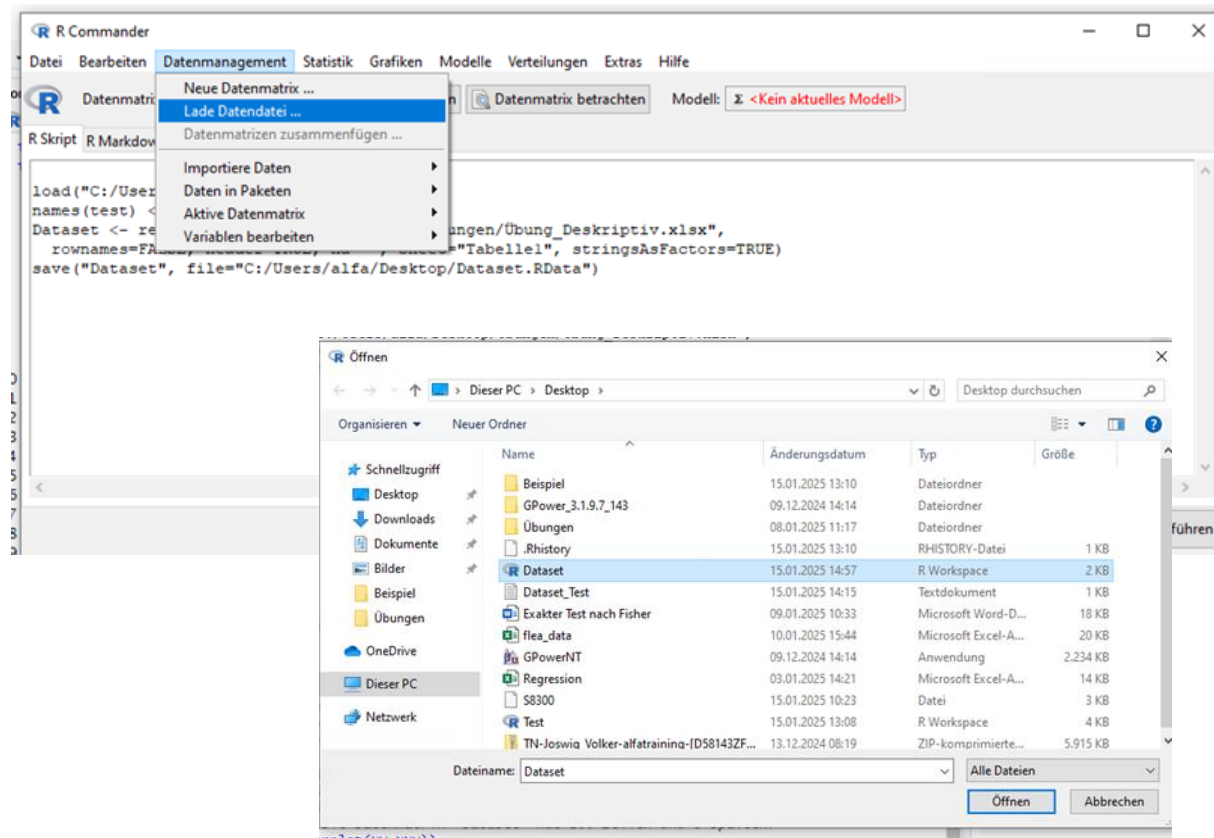 R Commander
Datei Bearbeiten Datenmanagement Statistik Grafiken Modelle Verteilungen Extras Hilfe
Neue Datenmatrix ...
Datenmatrix betrachten Modell: Σ <Kein aktuelles Modell>
Lade Datendatei ...
R Skript
Datenmatrizen zusammenfügen ...
Importiere Daten
Daten in Paketen
Aktive Datenmatrix
Variablen bearbeiten
load("C:/User
names(test) <
Dataset <- re ungen/Übung_Deskriptiv.xlsx",
"Tabelle1", stringsAsFactors=TRUE)
save("Dataset", file="C:/Users/alfa/Desktop/Dataset.RData")
führen
Öffnen
Dieser PC > Desktop >
Desktop durchsuchen
Organisieren Neuer Ordner
Name Änderungsdatum Typ Größe
Schnellzugriff
Desktop
Downloads
Dokumente
Bilder
Beispiel
Übungen
OneDrive
Dieser PC
Netzwerk
Beispiel 15.01.2025 13:10 Dateiordner
GPower_3.1.9.7_143 09.12.2024 14:14 Dateiordner
Übungen 08.01.2025 11:17 Dateiordner
.Rhistory 15.01.2025 13:10 RHISTORY-Datei 1 KB
Dataset 15.01.2025 14:57 R Workspace 2 KB
Dataset_Test 15.01.2025 14:15 Textdokument 1 KB
Exakter Test nach Fisher 09.01.2025 10:33 Microsoft Word-D... 18 KB
flea_data 10.01.2025 15:44 Microsoft Excel-A... 20 KB
GPowerNT 09.12.2024 14:14 Anwendung 2.234 KB
Regression 03.01.2025 14:21 Microsoft Excel-A... 14 KB
S8300 15.01.2025 10:23 Datei 3 KB
Test 15.01.2025 13:08 R Workspace 4 KB
TN-Joswig_Volker-alfatraining-[D58143ZF... 13.12.2024 08:19 ZIP-komprimierte... 5.915 KB
Dateiname: Dataset Alle Dateien
Öffnen Abbrechen